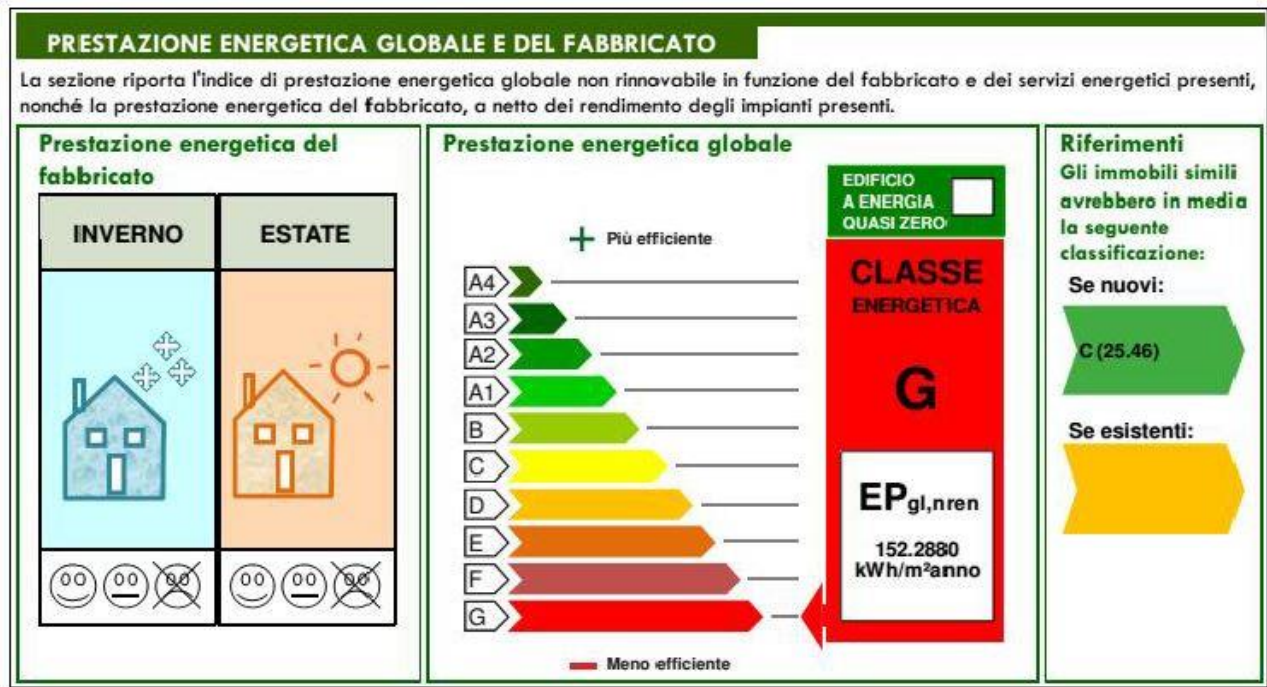 PRESTAZIONE ENERGETICA GLOBALE E DEL FABBRICATO
La sezione riporta l'indice di prestazione energetica globale non rinnovabile in funzione del fabbricato e dei servizi energetici presenti,
nonché la prestazione energetica del fabbricato, a netto dei rendimento degli impianti presenti.
Prestazione energetica del
fabbricato
INVERNO
ESTATE
Prestazione energetica globale
+ Più efficiente
A4
A3
A2
A1
B
C
D
E
F
G
Meno efficiente
EDIFICIO
A ENERGIA
QUASI ZERO
CLASSE
ENERGETICA
G
EPgl,nren
152.2880
kWh/m²anno
Riferimenti
Gli immobili simili
avrebbero in media
la seguente
classificazione:
Se nuovi:
C (25.46)
Se esistenti: